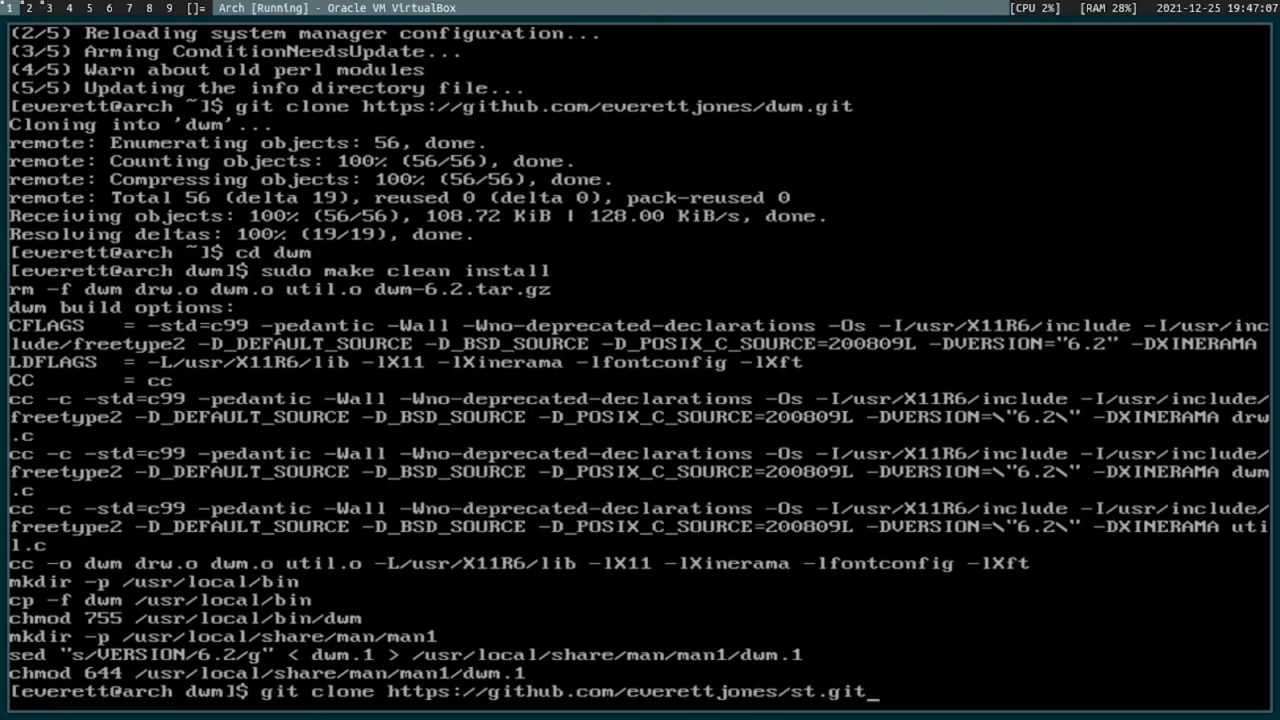 1 2 3 4 5 6 7 8 9 []= Arch [Running] - Oracle VM VirtualBox [CPU 2%] [RAM 28%] 2021-12-25 19:47:07
(2/5) Reloading system manager configuration...
(3/5) Arming ConditionNeedsUpdate...
(4/5) Warn about old perl modules
(5/5) Updating the info directory file...
[everett@arch ~]$ git clone https://github.com/everettjones/dwm.git
Cloning into 'dwm'...
remote: Enumerating objects: 56, done.
remote: Counting objects: 100% (56/56), done.
remote: Compressing objects: 100% (56/56), done.
remote: Total 56 (delta 19), reused 0 (delta 0), pack-reused 0
Receiving objects: 100% (56/56), 108.72 KiB | 128.00 KiB/s, done.
Resolving deltas: 100% (19/19), done.
[everett@arch ~]$ cd dwm
[everett@arch dwm]$ sudo make clean install
rm -f dwm drw.o dwm.o util.o dwm-6.2.tar.gz
dwm build options:
CFLAGS   = -std=c99 -pedantic -Wall -Wno-deprecated-declarations -Os -I/usr/X11R6/include -I/usr/inc
lude/freetype2 -D_DEFAULT_SOURCE -D_BSD_SOURCE -D_POSIX_C_SOURCE=200809L -DVERSION="6.2" -DXINERAMA
LDFLAGS  = -L/usr/X11R6/lib -lX11 -lXinerama -lfontconfig -lXft
CC       = cc
cc -c -std=c99 -pedantic -Wall -Wno-deprecated-declarations -Os -I/usr/X11R6/include -I/usr/include/
freetype2 -D_DEFAULT_SOURCE -D_BSD_SOURCE -D_POSIX_C_SOURCE=200809L -DVERSION=\"6.2\" -DXINERAMA drw
.c
cc -c -std=c99 -pedantic -Wall -Wno-deprecated-declarations -Os -I/usr/X11R6/include -I/usr/include/
freetype2 -D_DEFAULT_SOURCE -D_BSD_SOURCE -D_POSIX_C_SOURCE=200809L -DVERSION=\"6.2\" -DXINERAMA dwm
.c
cc -c -std=c99 -pedantic -Wall -Wno-deprecated-declarations -Os -I/usr/X11R6/include -I/usr/include/
freetype2 -D_DEFAULT_SOURCE -D_BSD_SOURCE -D_POSIX_C_SOURCE=200809L -DVERSION=\"6.2\" -DXINERAMA uti
l.c
cc -o dwm drw.o dwm.o util.o -L/usr/X11R6/lib -lX11 -lXinerama -lfontconfig -lXft
mkdir -p /usr/local/bin
cp -f dwm /usr/local/bin
chmod 755 /usr/local/bin/dwm
mkdir -p /usr/local/share/man/man1
sed "s/VERSION/6.2/g" < dwm.1 > /usr/local/share/man/man1/dwm.1
chmod 644 /usr/local/share/man/man1/dwm.1
[everett@arch dwm]$ git clone https://github.com/everettjones/st.git_